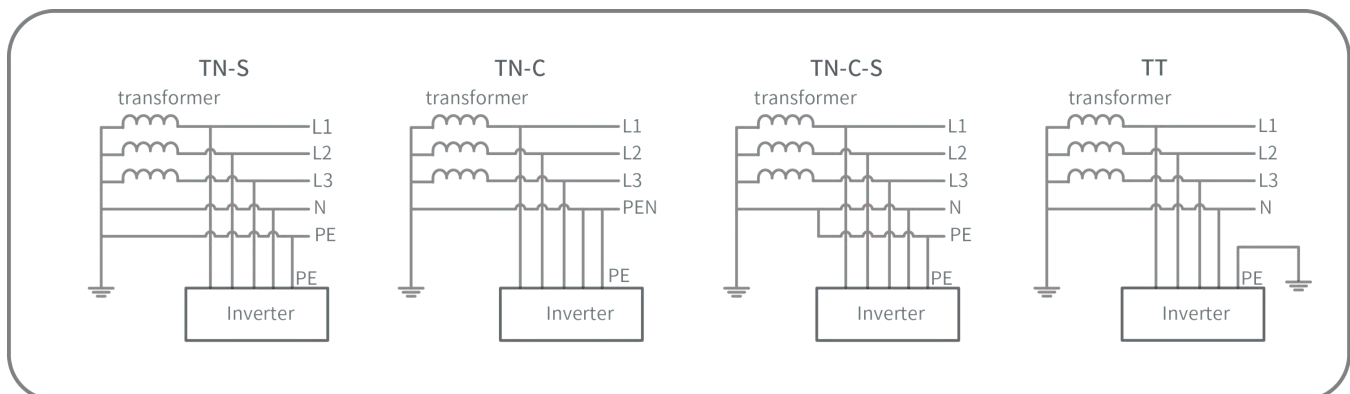 TN-S
transformer
L1
L2
L3
N
PE
PE
Inverter
TN-C
transformer
L1
L2
L3
PEN
PE
Inverter
TN-C-S
transformer
L1
L2
L3
N
PE
PE
Inverter
TT
transformer
L1
L2
L3
N
PE
Inverter